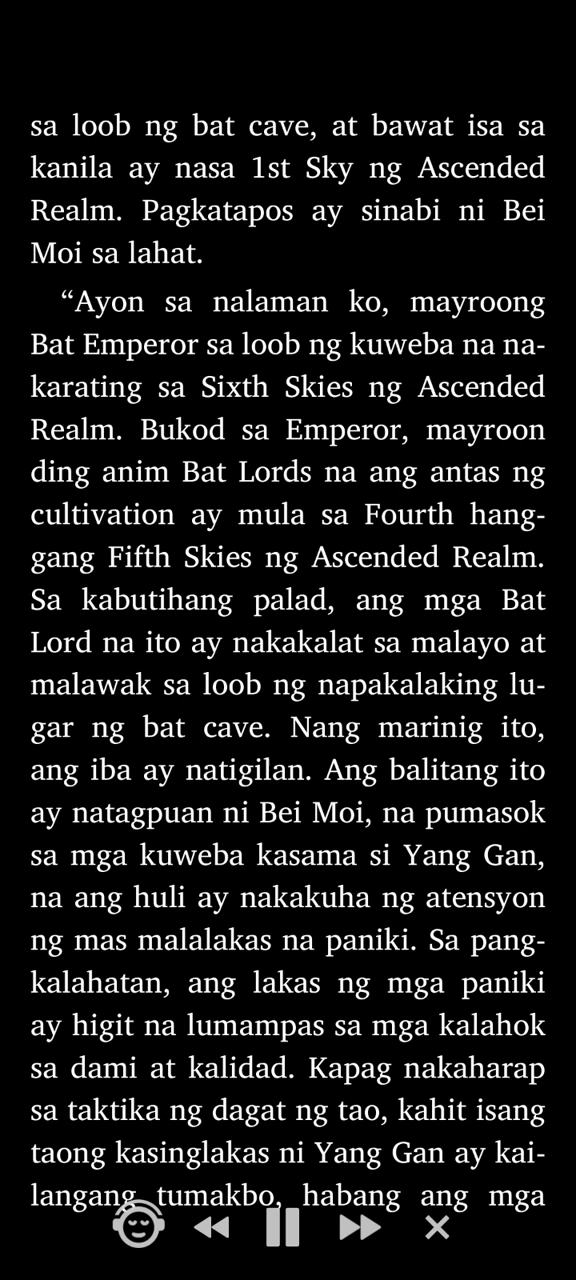 sa loob ng bat cave, at bawat isa sa
kanila ay nasa 1st Sky ng Ascended
Realm. Pagkatapos ay sinabi ni Bei
Moi sa lahat.
“Ayon sa nalaman ko, mayroong
Bat Emperor sa loob ng kuweba na na-
karating sa Sixth Skies ng Ascended
Realm. Bukod sa Emperor, mayroon
ding anim Bat Lords na ang antas ng
cultivation ay mula sa Fourth hang-
gang Fifth Skies ng Ascended Realm.
Sa kabutihang palad, ang mga Bat
Lord na ito ay nakakalat sa malayo at
malawak sa loob ng napakalaking lu-
gar ng bat cave. Nang marinig ito,
ang iba ay natigilan. Ang balitang ito
ay natagpuan ni Bei Moi, na pumasok
sa mga kuweba kasama si Yang Gan,
na ang huli ay nakakuha ng atensyon
ng mas malalakas na paniki. Sa pang-
kalahatan, ang lakas ng mga paniki
ay higit na lumampas sa mga kalahok
sa dami at kalidad. Kapag nakaharap
sa taktika ng dagat ng tao, kahit isang
taong kasinglakas ni Yang Gan ay kai-
langang tumakbo, habang ang mga